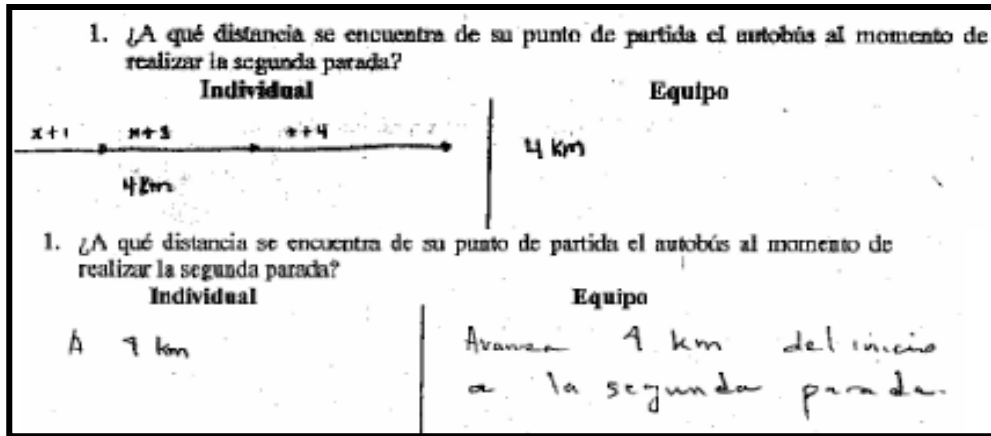 1. ¿A qué distancia se encuentra de su punto de partida el autobús al momento de
realizar la segunda parada?
Individual
Equipo
x+1 x+3 x+4
4 km
4 km
1. ¿A qué distancia se encuentra de su punto de partida el autobús al momento de
realizar la segunda parada?
Individual
Equipo
A km
Avanza km del inicio
a la segunda parada.